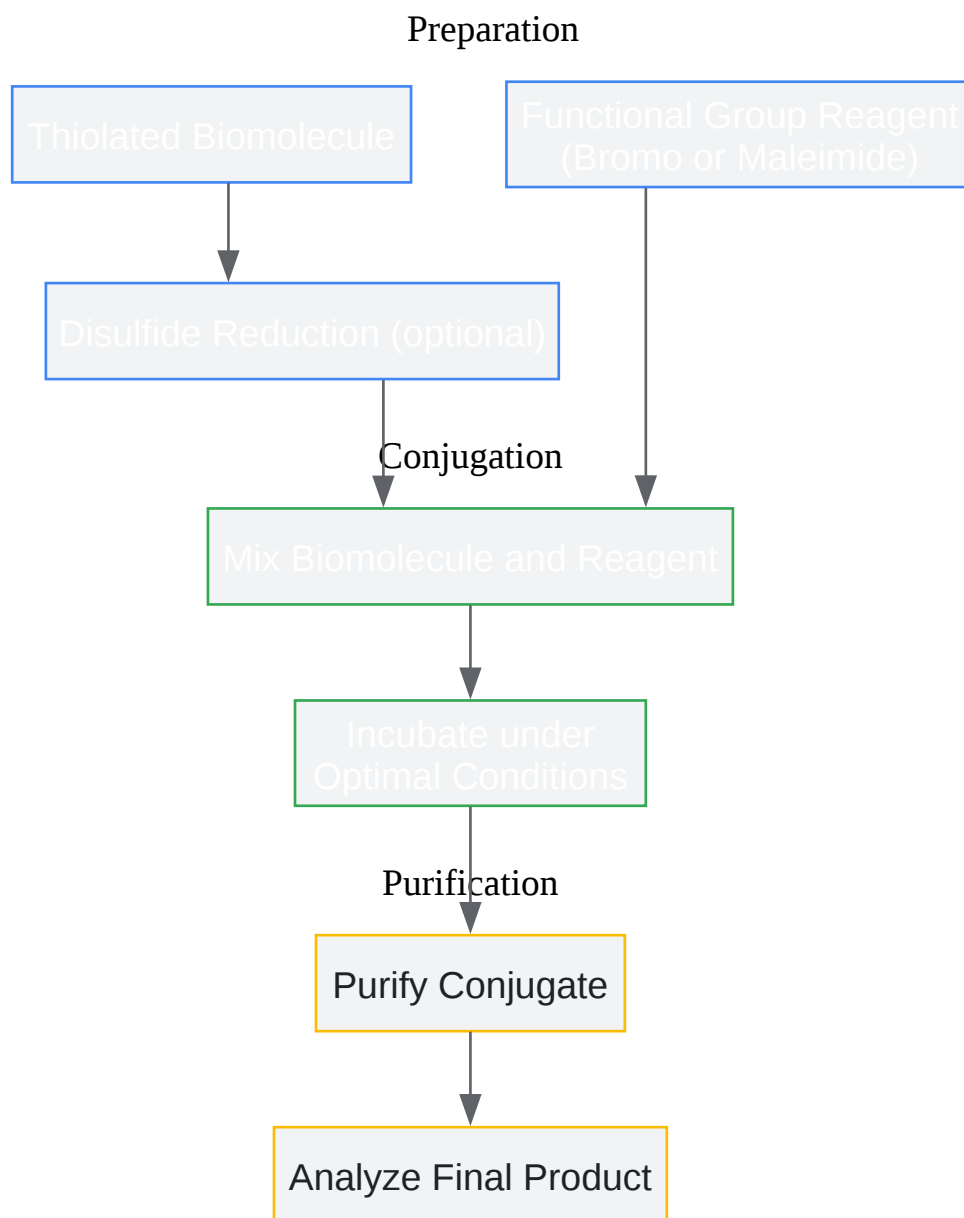 Preparation
Thiolated Biomolecule
Functional Group Reagent
(Bromo or Maleimide)
Disulfide Reduction (optional)
Conjugation
Mix Biomolecule and Reagent
Incubate under
Optimal Conditions
Purification
Purify Conjugate
Analyze Final Product